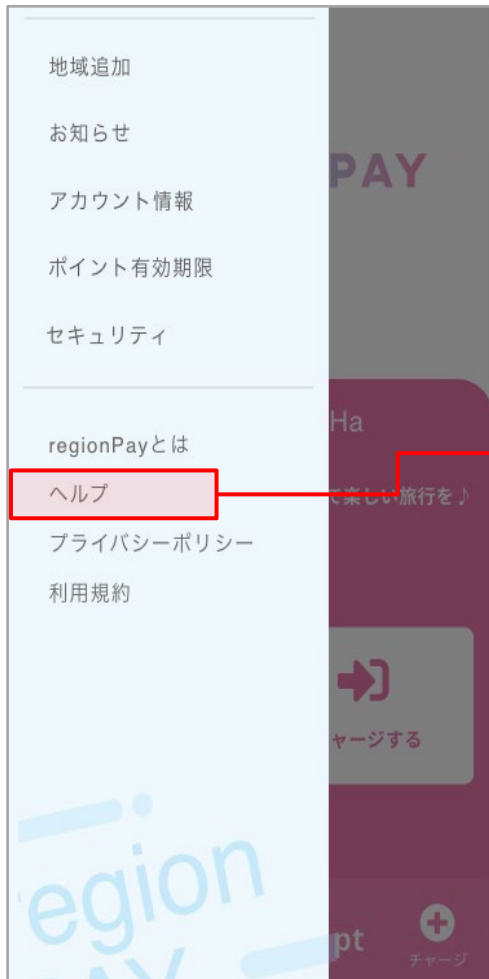 地域追加
お知らせ
アカウント情報
ポイント有効期限
セキュリティ
regionPayとは
ヘルプ
プライバシーポリシー
利用規約
PAY
Ha
て楽しい旅行を♪
ャージする
pt
チャージ
region
PAY